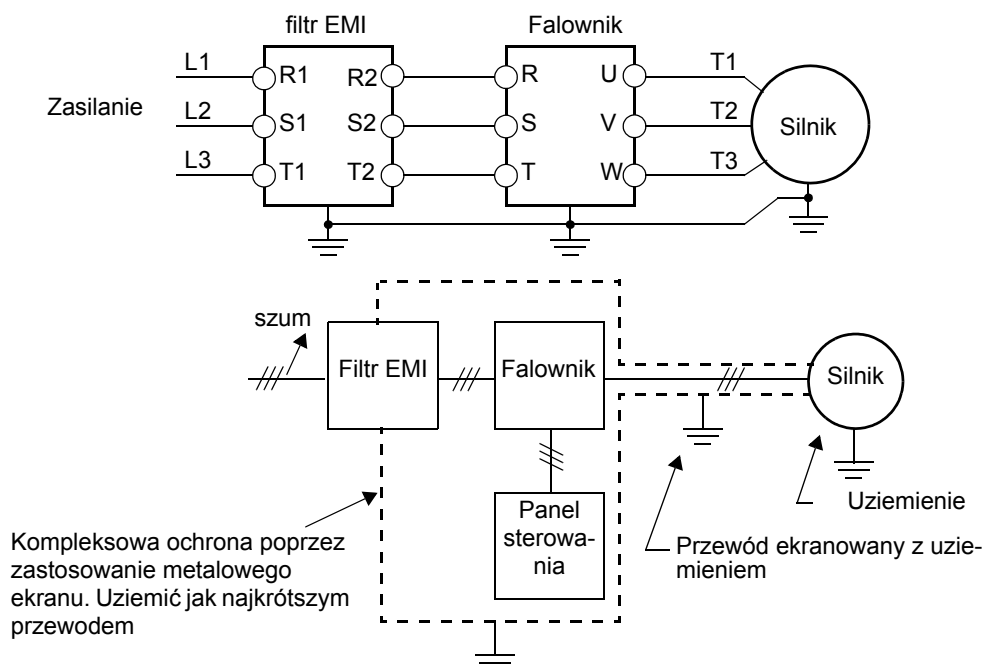 filtr EMI
Falownik
Zasilanie
L1
R1
R2
R
U
T1
L2
S1
S2
S
V
T2
Silnik
L3
T1
T2
T
W
T3
szum
Filtr EMI
Falownik
Silnik
Panel
sterowa-
nia
Uziemienie
Przewód ekranowany z uzie-
mieniem
Kompleksowa ochrona poprzez
zastosowanie metalowego
ekranu. Uziemić jak najkrótszym
przewodem